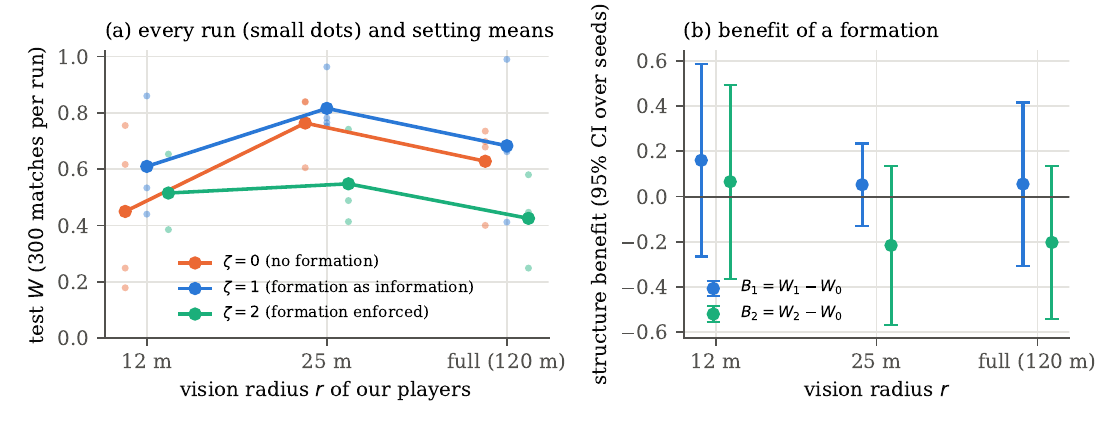 (a) every run (small dots) and setting means
test W (300 matches per run)
1.0
0.8
0.6
0.4
0.2
0.0
ζ = 0 (no formation)
ζ = 1 (formation as information)
ζ = 2 (formation enforced)
12 m
25 m
full (120 m)
vision radius r of our players
(b) benefit of a formation
structure benefit (95% CI over seeds)
0.6
0.4
0.2
0.0
−0.2
−0.4
−0.6
B₁ = W₁ − W₀
B₂ = W₂ − W₀
12 m
25 m
full (120 m)
vision radius r